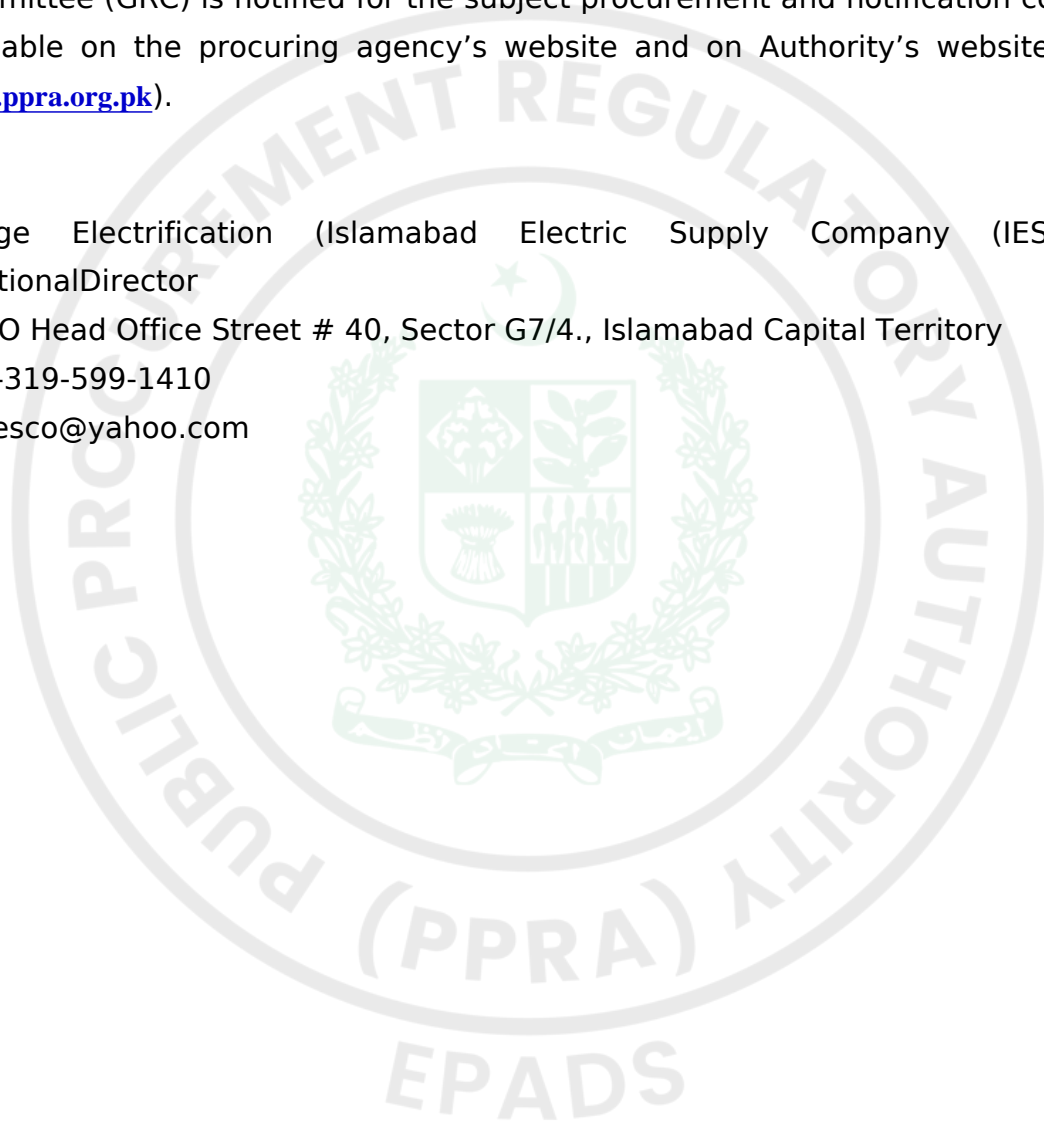 mittee (GRC) is notified for the subject procurement and notification co
able on the procuring agency’s website and on Authority’s website
.ppra.org.pk).
ge Electrification (Islamabad Electric Supply Company (IES
tionalDirector
O Head Office Street # 40, Sector G7/4., Islamabad Capital Territory
-319-599-1410
esco@yahoo.com
PUBLIC PROCUREMENT REGULATORY AUTHORITY
(PPRA)
EPADS